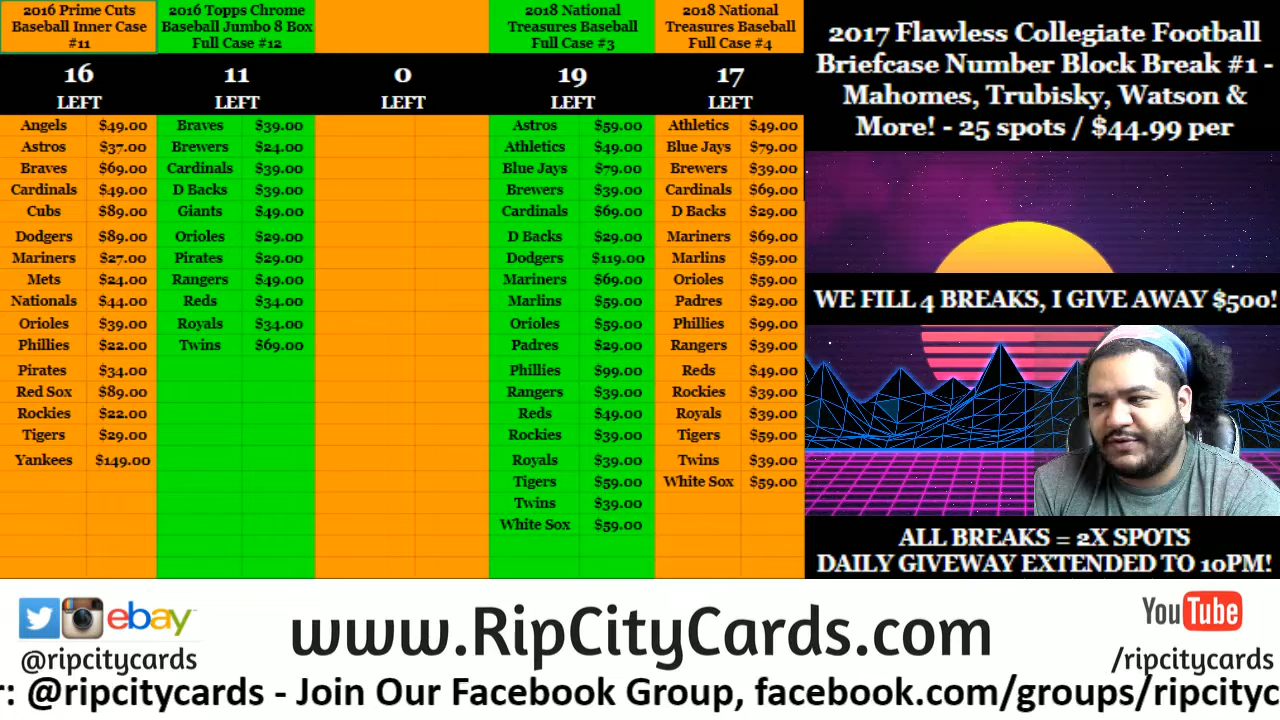 2016 Prime Cuts
Baseball Inner Case
#11
16
LEFT
Angels $49.00
Astros $37.00
Braves $69.00
Cardinals $49.00
Cubs $89.00
Dodgers $89.00
Mariners $27.00
Mets $24.00
Nationals $44.00
Orioles $39.00
Phillies $22.00
Pirates $34.00
Red Sox $89.00
Rockies $22.00
Tigers $29.00
Yankees $149.00
2016 Topps Chrome
Baseball Jumbo 8 Box
Full Case #12
11
LEFT
Braves $39.00
Brewers $24.00
Cardinals $39.00
D Backs $39.00
Giants $49.00
Orioles $29.00
Pirates $29.00
Rangers $49.00
Reds $34.00
Royals $34.00
Twins $69.00
0
LEFT
2018 National
Treasures Baseball
Full Case #3
19
LEFT
Astros $59.00
Athletics $49.00
Blue Jays $79.00
Brewers $39.00
Cardinals $69.00
D Backs $29.00
Dodgers $119.00
Mariners $69.00
Marlins $59.00
Orioles $59.00
Padres $29.00
Phillies $99.00
Rangers $39.00
Reds $49.00
Rockies $39.00
Royals $39.00
Tigers $59.00
Twins $39.00
White Sox $59.00
2018 National
Treasures Baseball
Full Case #4
17
LEFT
Athletics $49.00
Blue Jays $79.00
Brewers $39.00
Cardinals $69.00
D Backs $29.00
Mariners $69.00
Marlins $59.00
Orioles $59.00
Padres $29.00
Phillies $99.00
Rangers $39.00
Reds $49.00
Rockies $39.00
Royals $39.00
Tigers $59.00
Twins $39.00
White Sox $59.00
2017 Flawless Collegiate Football
Briefcase Number Block Break #1 -
Mahomes, Trubisky, Watson &
More! - 25 spots / $44.99 per
WE FILL 4 BREAKS, I GIVE AWAY $500!
ALL BREAKS = 2X SPOTS
DAILY GIVEWAY EXTENDED TO 10PM!
ebay
@ripcitycards
www.RipCityCards.com
YouTube
/ripcitycards
r: @ripcitycards - Join Our Facebook Group, facebook.com/groups/ripcityc